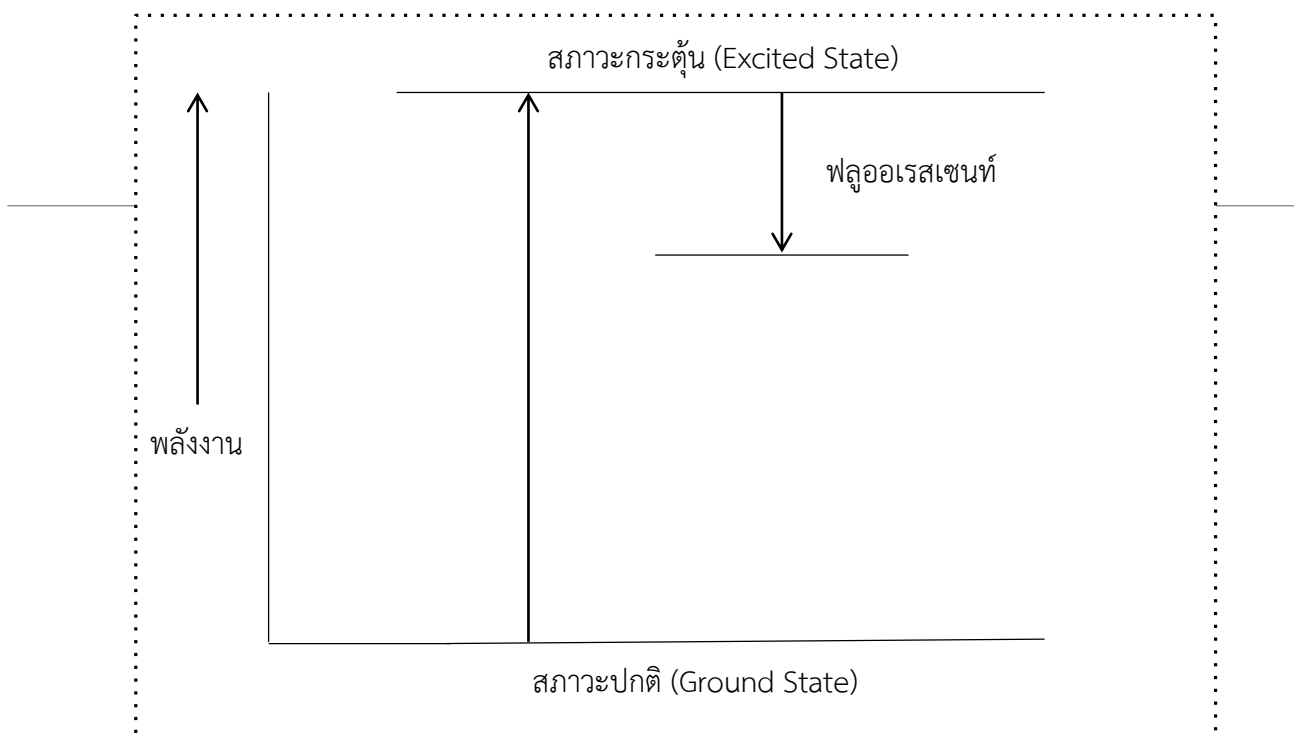 สภาวะกระตุ้น (Excited State)
ฟลูออเรสเซนท์
พลังงาน
สภาวะปกติ (Ground State)